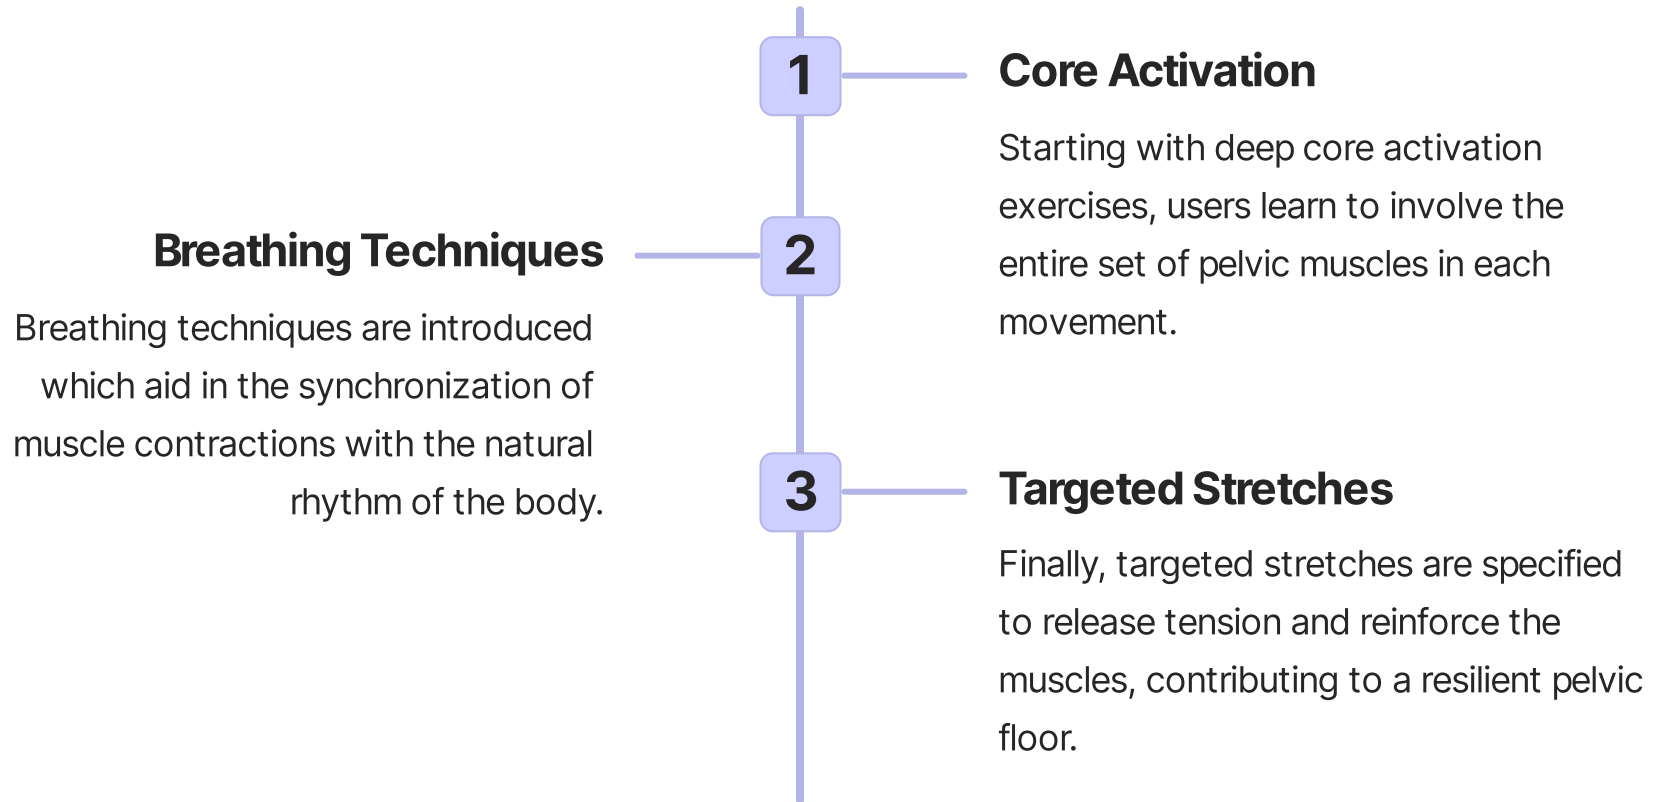 1
Core Activation
Starting with deep core activation
exercises, users learn to involve the
entire set of pelvic muscles in each
movement.
2
Breathing Techniques
Breathing techniques are introduced
which aid in the synchronization of
muscle contractions with the natural
rhythm of the body.
3
Targeted Stretches
Finally, targeted stretches are specified
to release tension and reinforce the
muscles, contributing to a resilient pelvic
floor.